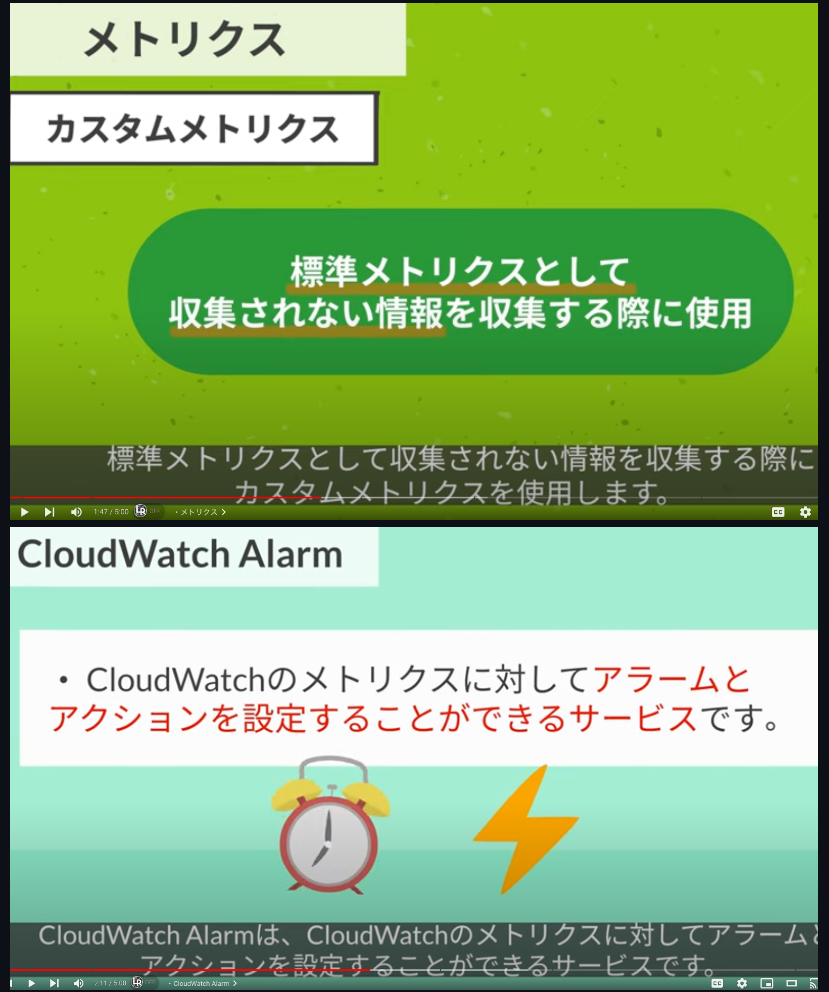 メトリクス
カスタムメトリクス
標準メトリクスとして
収集されない情報を収集する際に使用
標準メトリクスとして収集されない情報を収集する際に
カスタムメトリクスを使用します。
1:47 / 5:00
・メトリクス
CloudWatch Alarm
・CloudWatchのメトリクスに対してアラームと
アクションを設定することができるサービスです。
CloudWatch Alarmは、CloudWatchのメトリクスに対してアラームと
アクションを設定することができるサービスです。
2:11 / 5:00
・CloudWatch Alarm